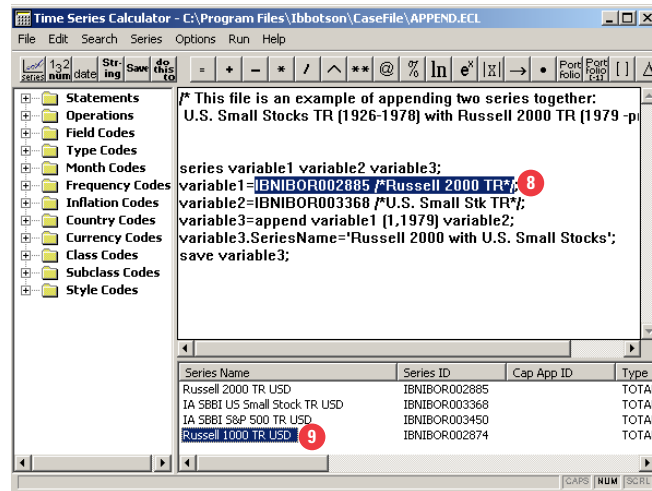 Time Series Calculator - C:\Program Files\Ibbotson\CaseFile\APPEND.ECL
File Edit Search Series Options Run Help
series 132 num date Str-ing Save do this to = + - * / ^ ** @ % ln e^x |X| → • Port folio Port folio [-1] [ ]
Statements
Operations
Field Codes
Type Codes
Month Codes
Frequency Codes
Inflation Codes
Country Codes
Currency Codes
Class Codes
Subclass Codes
Style Codes
/* This file is an example of appending two series together:
U.S. Small Stocks TR (1926-1978) with Russell 2000 TR (1979 -p
series variable1 variable2 variable3;
variable1=IBNIBOR002885 /*Russell 2000 TR*/; 8
variable2=IBNIBOR003368 /*U.S. Small Stk TR*/;
variable3=append variable1 (1,1979) variable2;
variable3.SeriesName='Russell 2000 with U.S. Small Stocks';
save variable3;
Series Name Series ID Cap App ID Type
Russell 2000 TR USD IBNIBOR002885 TOTA
IA SBBI US Small Stock TR USD IBNIBOR003368 TOTA
IA SBBI S&P 500 TR USD IBNIBOR003450 TOTA
Russell 1000 TR USD 9 IBNIBOR002874 TOTA
CAPS NUM SCRL